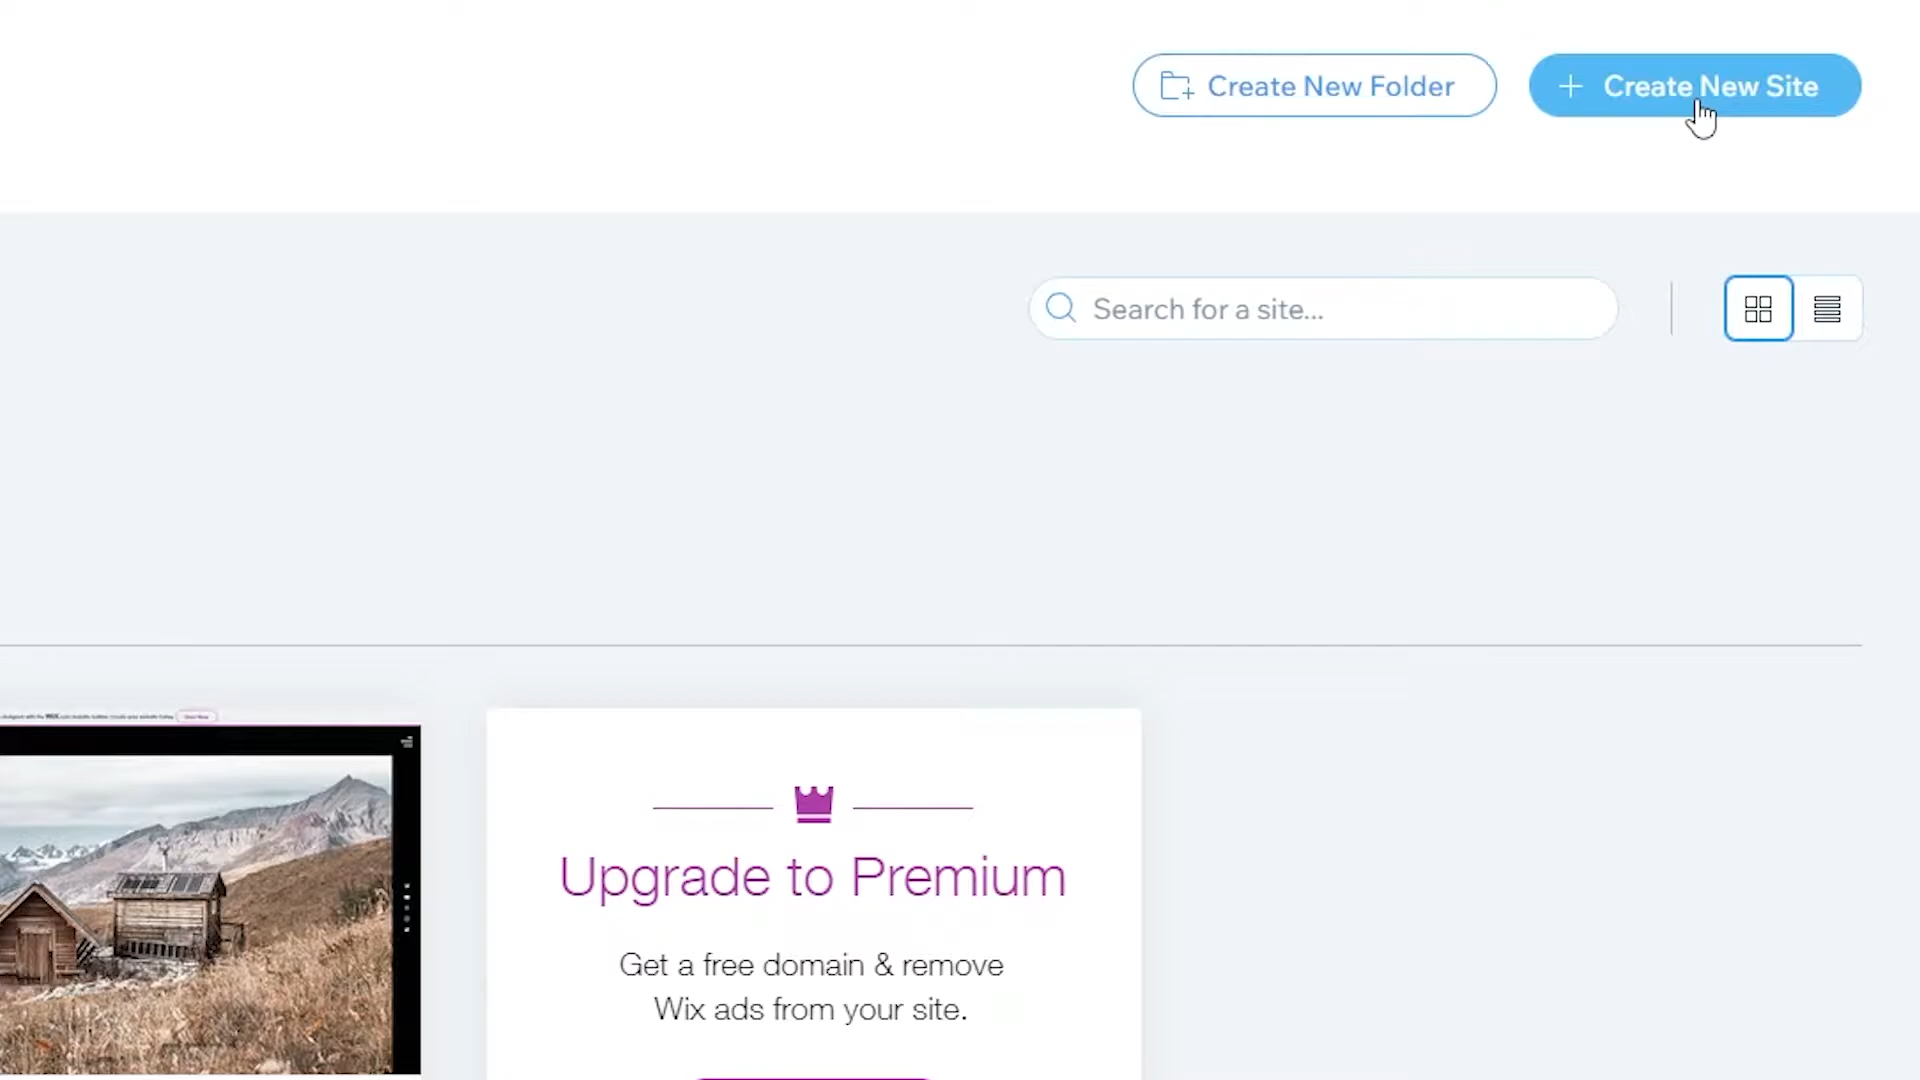 Create New Folder
Create New Site
Search for a site...
Upgrade to Premium
Get a free domain & remove
Wix ads from your site.